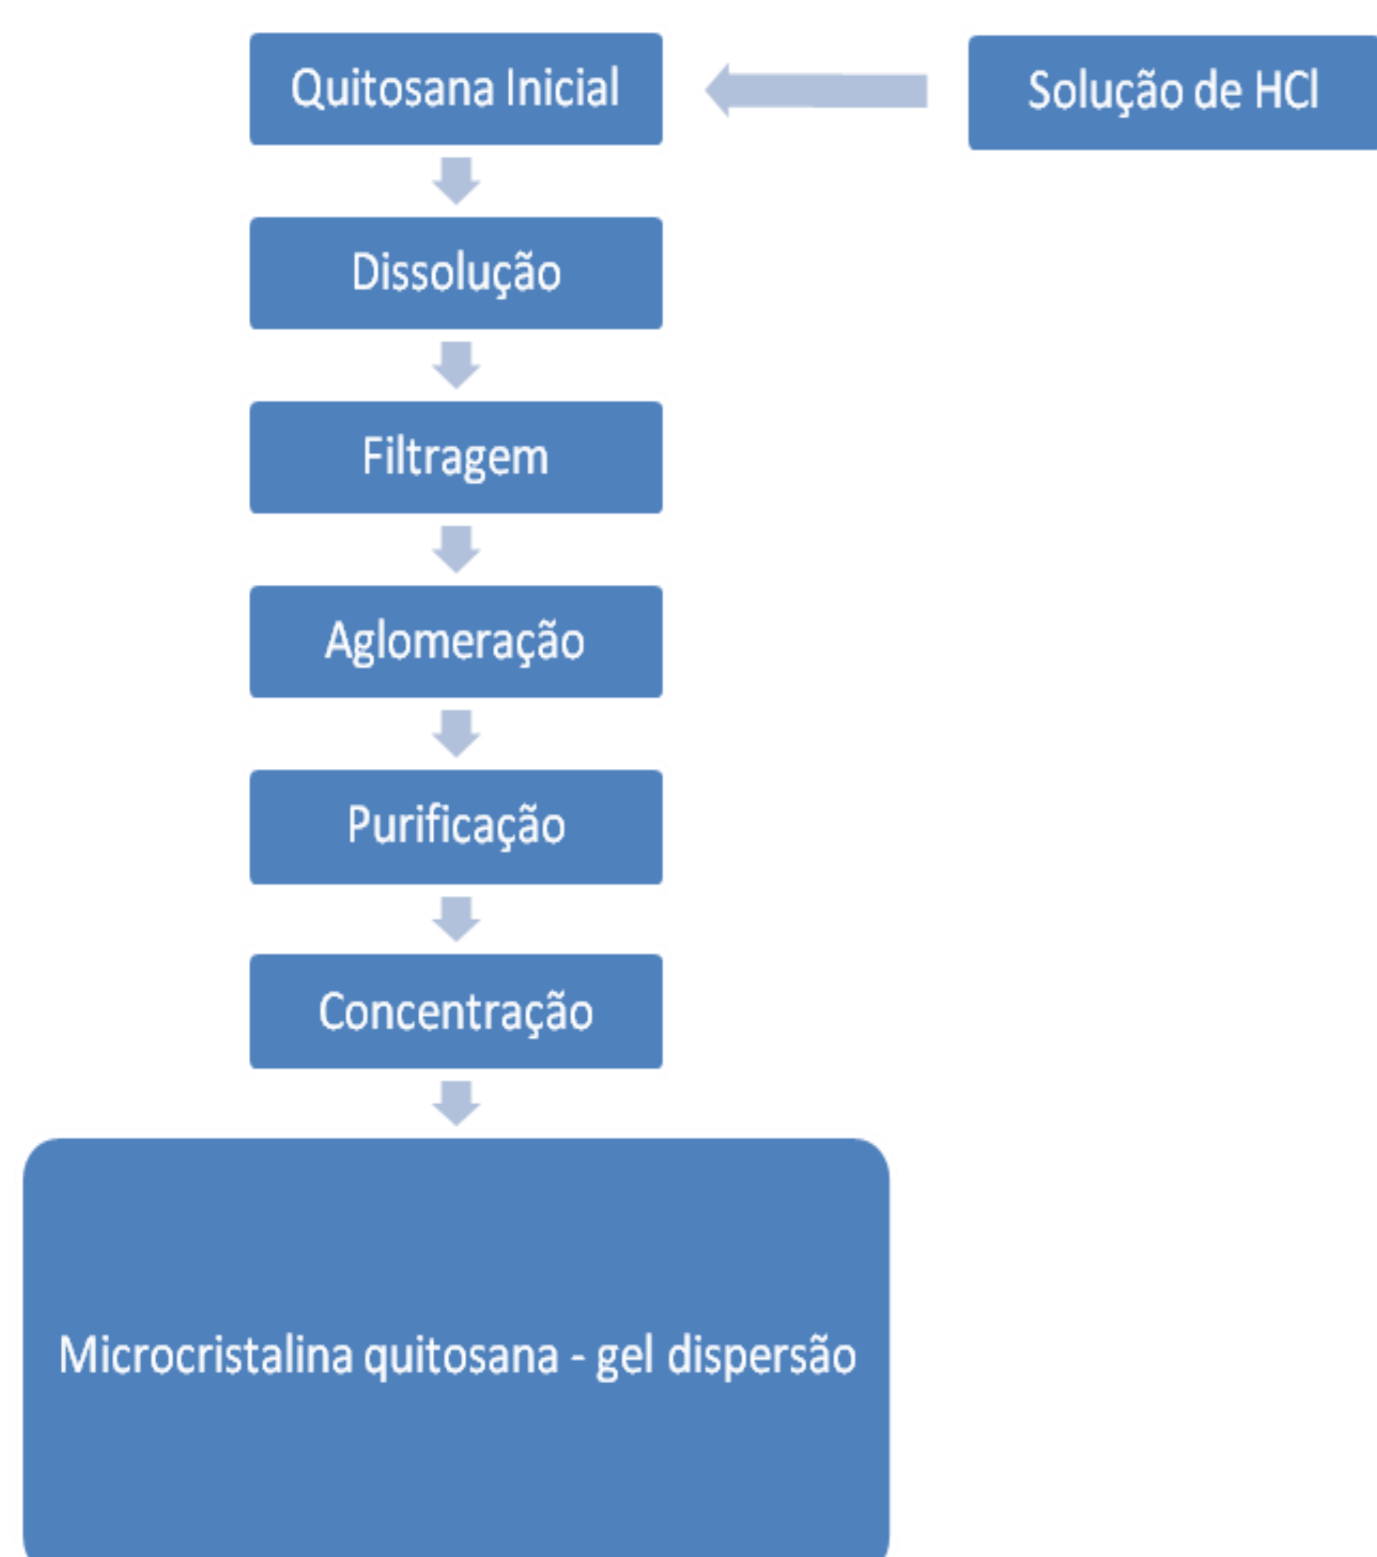 Quitosana Inicial
Solução de HCl
Dissolução
Filtragem
Aglomeração
Purificação
Concentração
Microcristalina quitosana - gel dispersão